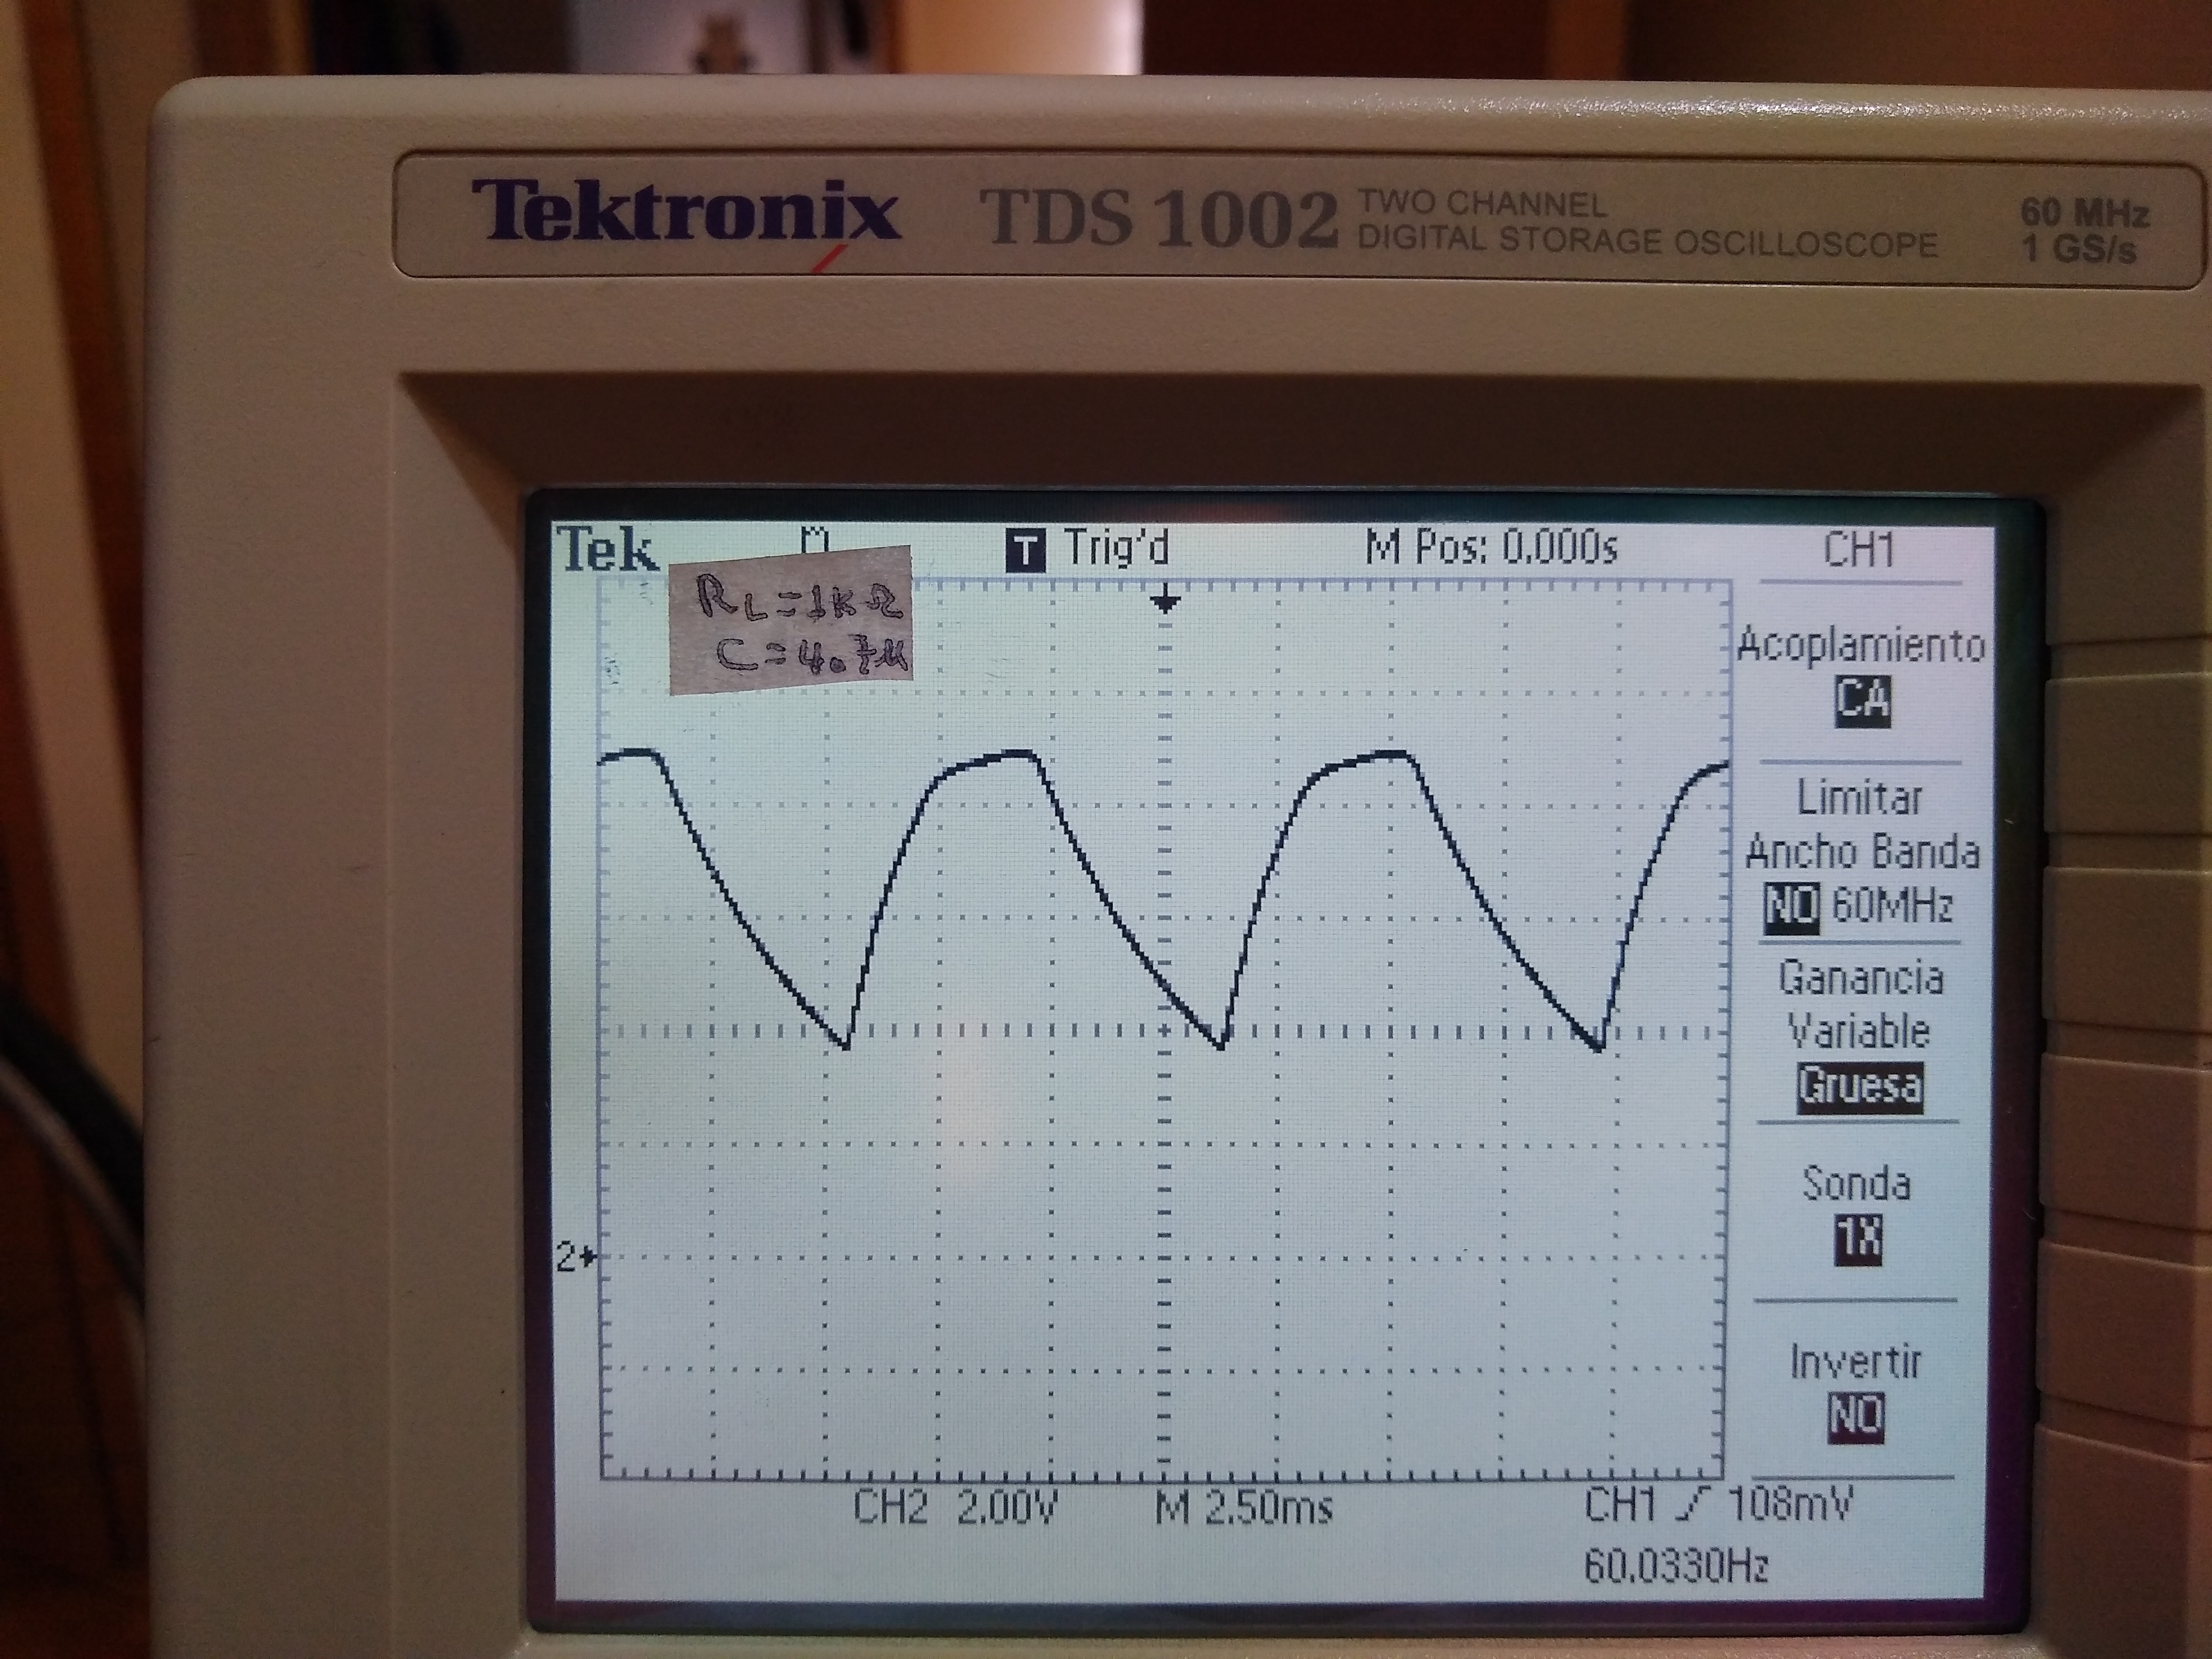 Tektronix TDS 1002 TWO CHANNEL
DIGITAL STORAGE OSCILLOSCOPE
60 MHz
1 GS/s
Tek T Trig'd M Pos: 0.000s CH1
RL=1KΩ
C=4.7µ
Acoplamiento
CA
Limitar
Ancho Banda
NO 60MHz
Ganancia
Variable
Gruesa
Sonda
1X
Invertir
NO
2
CH2 2.00V M 2.50ms CH1 108mV
60.0330Hz